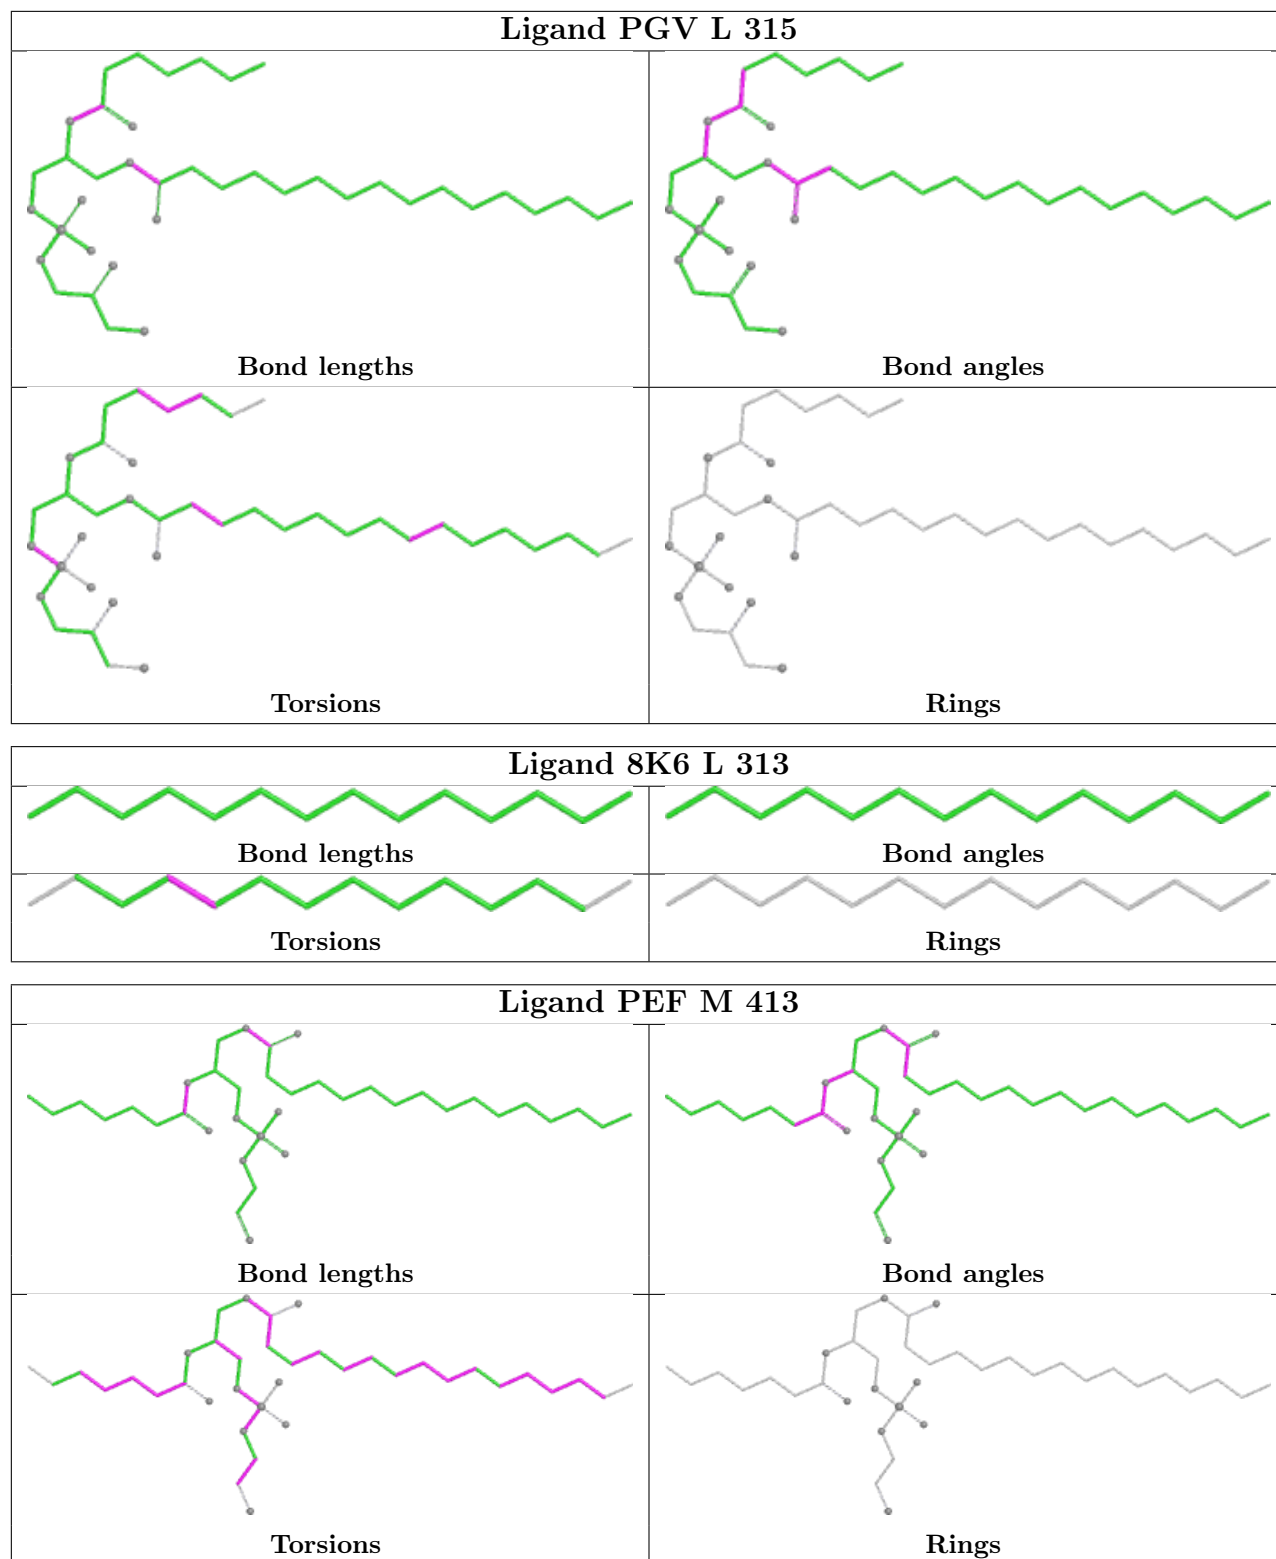 Ligand PGV L 315
Bond lengths
Bond angles
Torsions
Rings
Ligand 8K6 L 313
Bond lengths
Bond angles
Torsions
Rings
Ligand PEF M 413
Bond lengths
Bond angles
Torsions
Rings